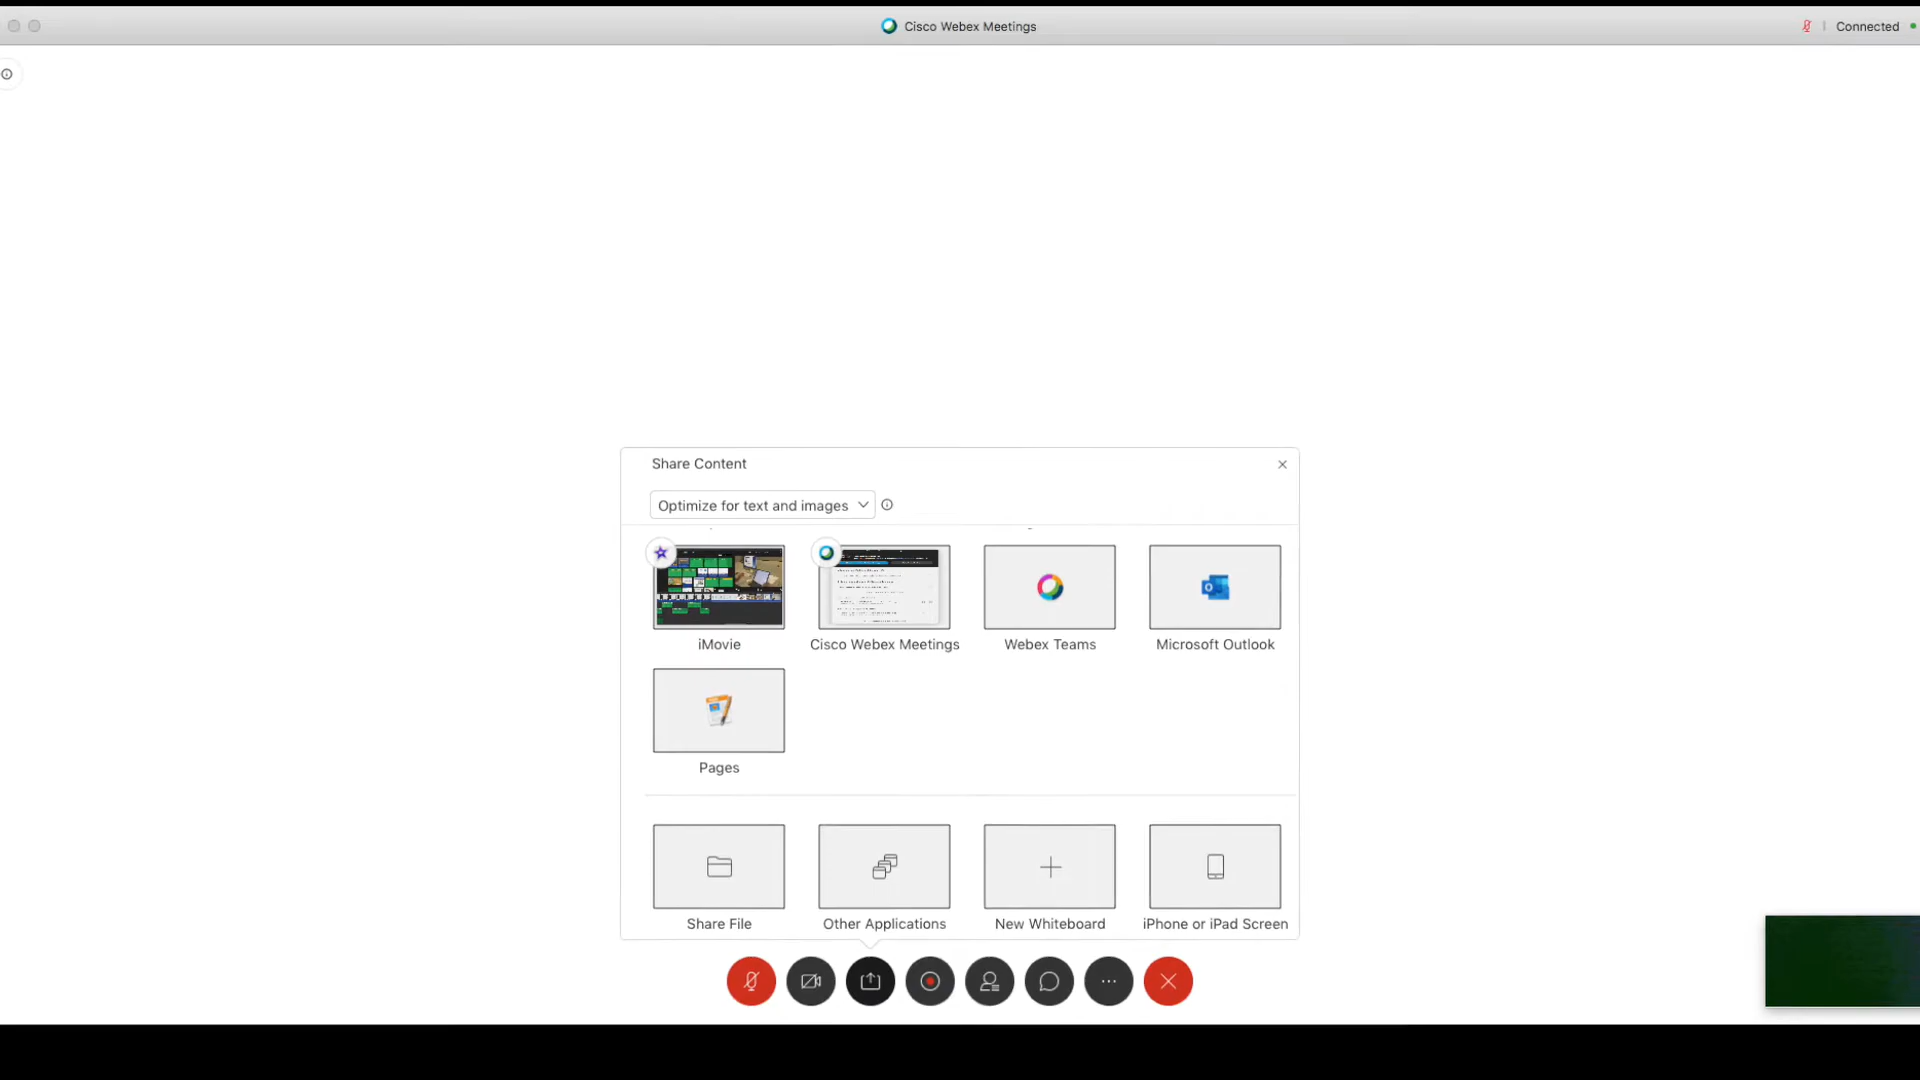 Cisco Webex Meetings
Connected
Share Content
Optimize for text and images
iMovie
Cisco Webex Meetings
Webex Teams
Microsoft Outlook
Pages
Share File
Other Applications
New Whiteboard
iPhone or iPad Screen